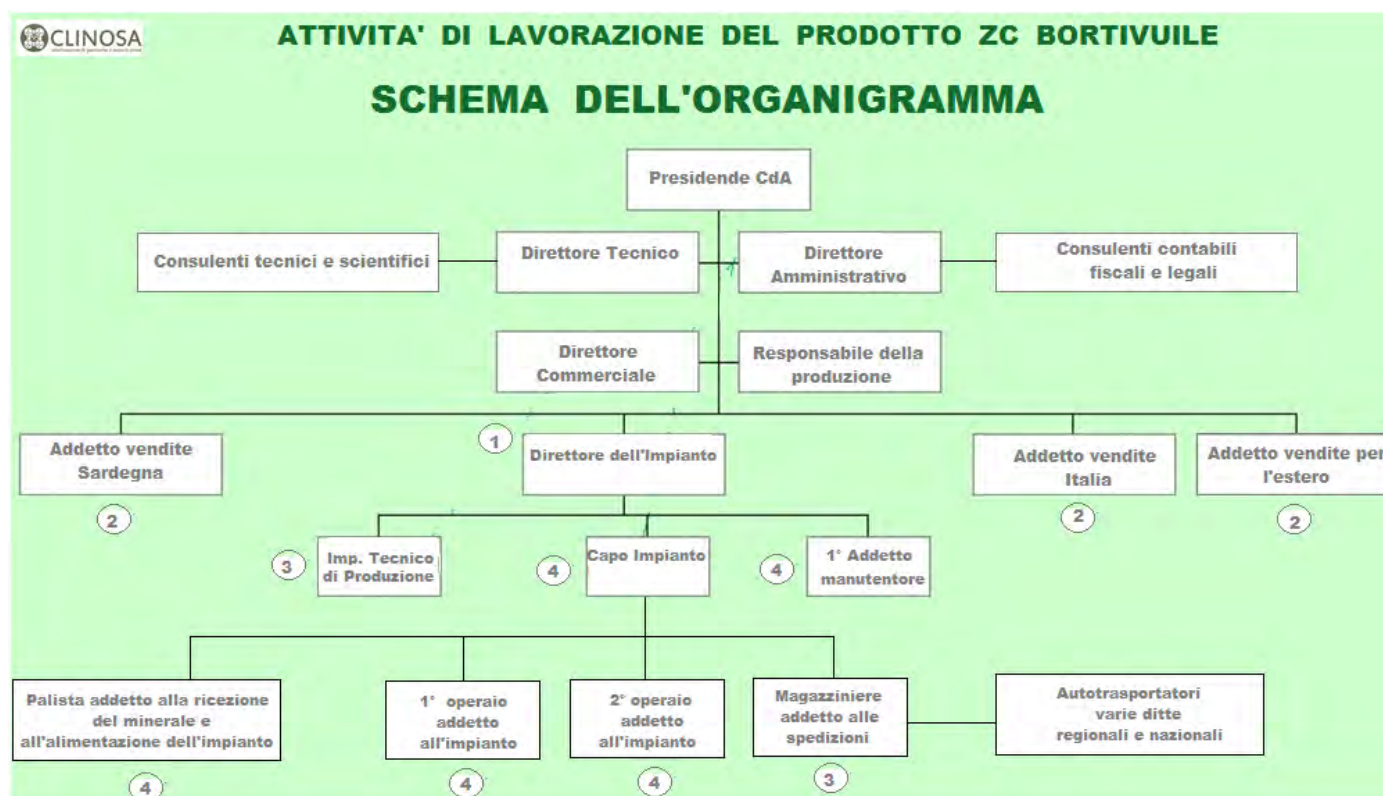 CLINOSA
ATTIVITA' DI LAVORAZIONE DEL PRODOTTO ZC BORTIVUILE
SCHEMA DELL'ORGANIGRAMMA
Presidende CdA
Consulenti tecnici e scientifici
Direttore Tecnico
Direttore
Amministrativo
Consulenti contabili
fiscali e legali
Direttore
Commerciale
Responsabile della
produzione
Addetto vendite
Sardegna
2
1
Direttore dell'Impianto
Addetto vendite
Italia
2
Addetto vendite per
l'estero
2
3
Imp. Tecnico
di Produzione
4
Capo Impianto
4
1° Addetto
manutentore
Palista addetto alla ricezione
del minerale e
all'alimentazione dell'impianto
4
1° operaio
addetto
all'impianto
4
2° operaio
addetto
all'impianto
4
Magazziniere
addetto alle
spedizioni
3
Autotrasportatori
varie ditte
regionali e nazionali